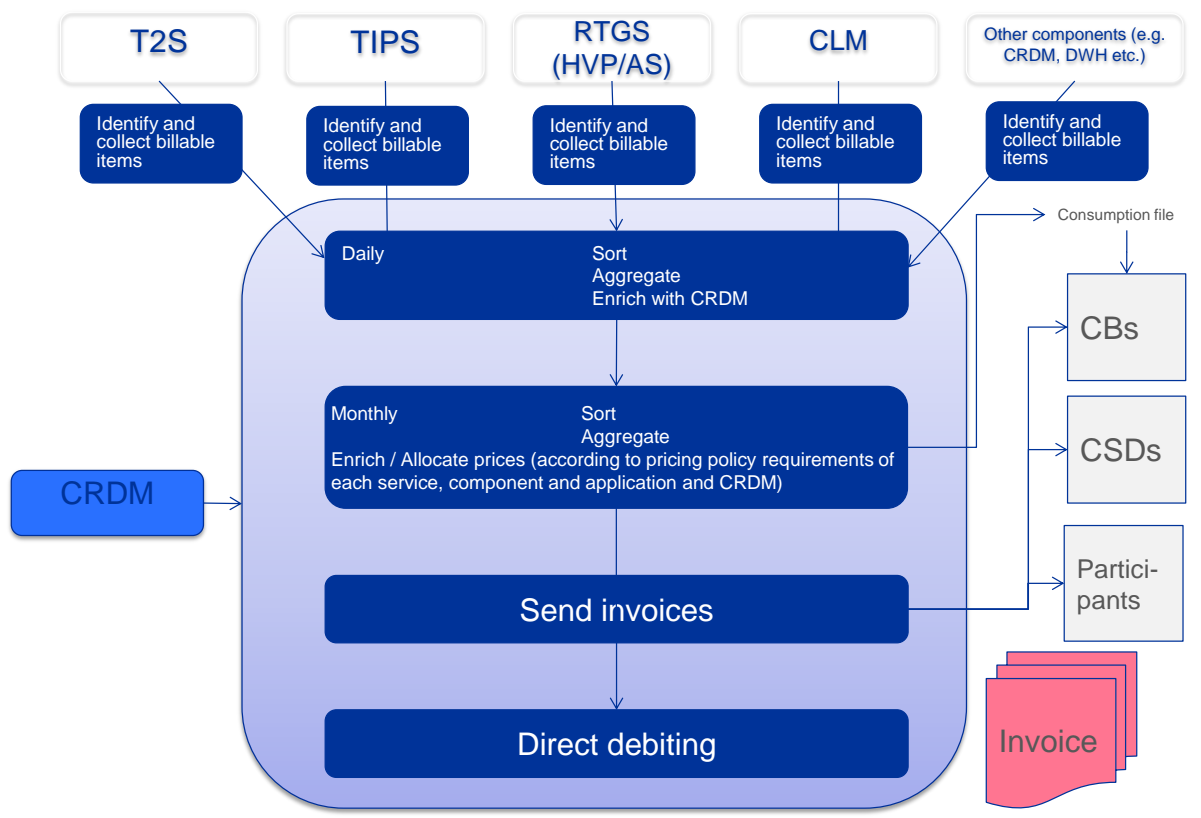 T2S
TIPS
RTGS
(HVP/AS)
CLM
Other components (e.g.
CRDM, DWH etc.)
Identify and
collect billable
items
Identify and
collect billable
items
Identify and
collect billable
items
Identify and
collect billable
items
Identify and
collect billable
items
Consumption file
Daily Sort
Aggregate
Enrich with CRDM
CBs
Monthly Sort
Aggregate
Enrich / Allocate prices (according to pricing policy requirements of
each service, component and application and CRDM)
CSDs
CRDM
Send invoices
Partici-
pants
Direct debiting
Invoice